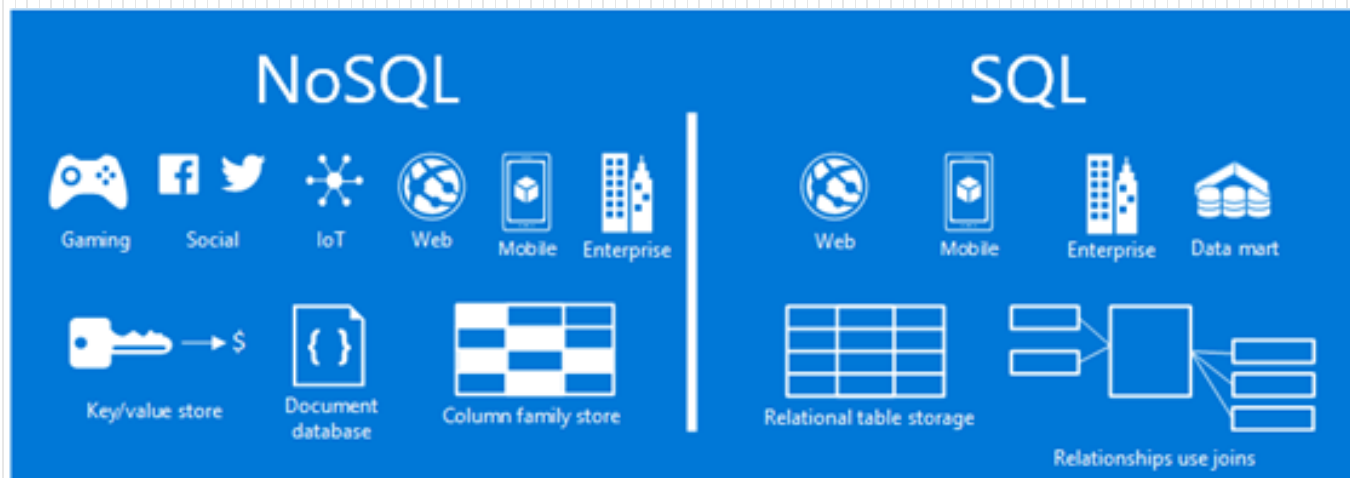 NoSQL
SQL
Gaming
Social
IoT
Web
Mobile
Enterprise
Web
Mobile
Enterprise
Data mart
{ }
$
Key/value store
Document
database
Column family store
Relational table storage
Relationships use joins